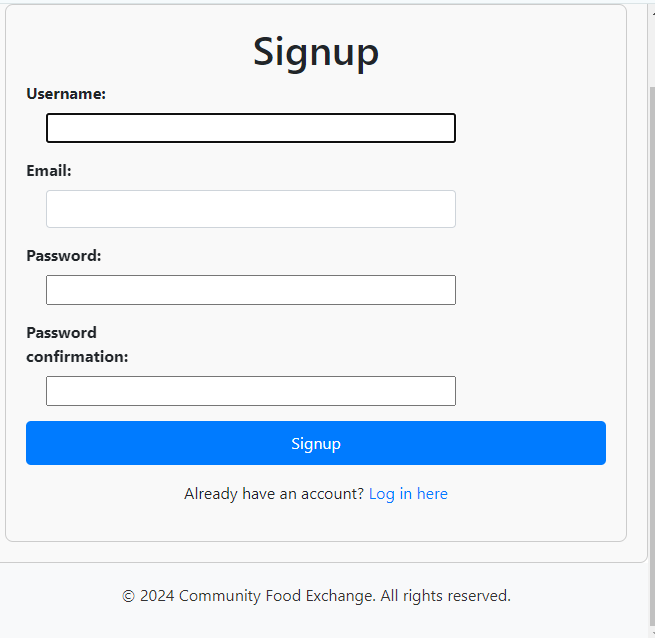 Signup
Username:
Email:
Password:
Password
confirmation:
Signup
Already have an account? Log in here
© 2024 Community Food Exchange. All rights reserved.